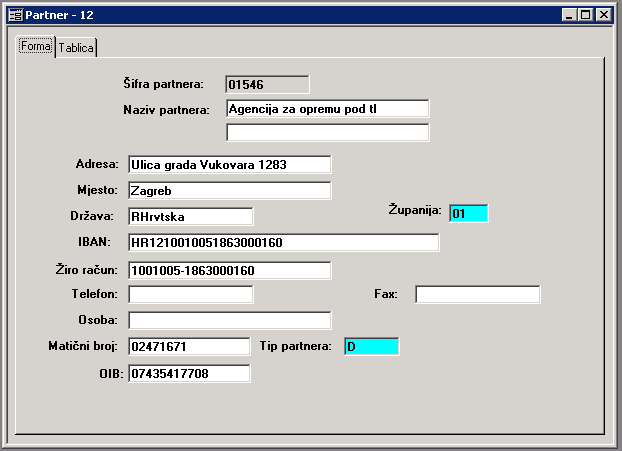 Partner - 12
Forma Tablica
Šifra partnera: 01546
Naziv partnera: Agencija za opremu pod tl
Adresa: Ulica grada Vukovara 1283
Mjesto: Zagreb
Država: RHrvtska Županija: 01
IBAN: HR1210010051863000160
Žiro račun: 1001005-1863000160
Telefon: Fax:
Osoba:
Matični broj: 02471671 Tip partnera: D
OIB: 07435417708